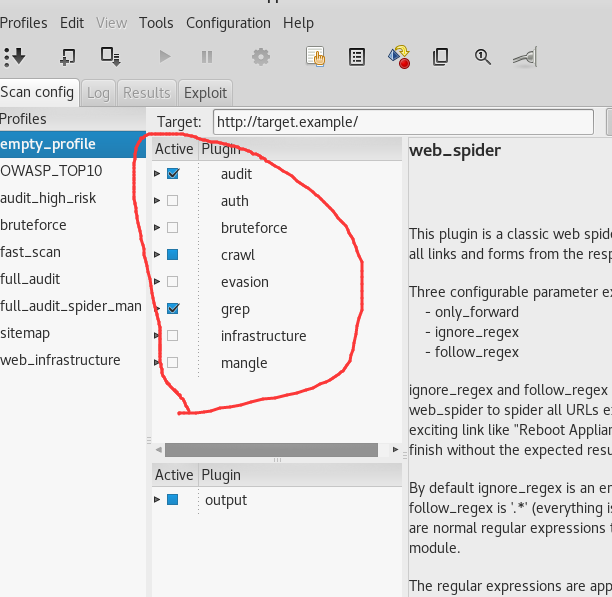 Profiles Edit View Tools Configuration Help
Scan config Log Results Exploit
Profiles
Target: http://target.example/
empty_profile
OWASP_TOP10
audit_high_risk
bruteforce
fast_scan
full_audit
full_audit_spider_man
sitemap
web_infrastructure
Active Plugin
audit
auth
bruteforce
crawl
evasion
grep
infrastructure
mangle
Active Plugin
output
web_spider
This plugin is a classic web spid
all links and forms from the resp
Three configurable parameter ex
- only_forward
- ignore_regex
- follow_regex
ignore_regex and follow_regex
web_spider to spider all URLs e
exciting link like "Reboot Applian
finish without the expected resu
By default ignore_regex is an em
follow_regex is '.*' (everything is
are normal regular expressions t
module.
The regular expressions are app